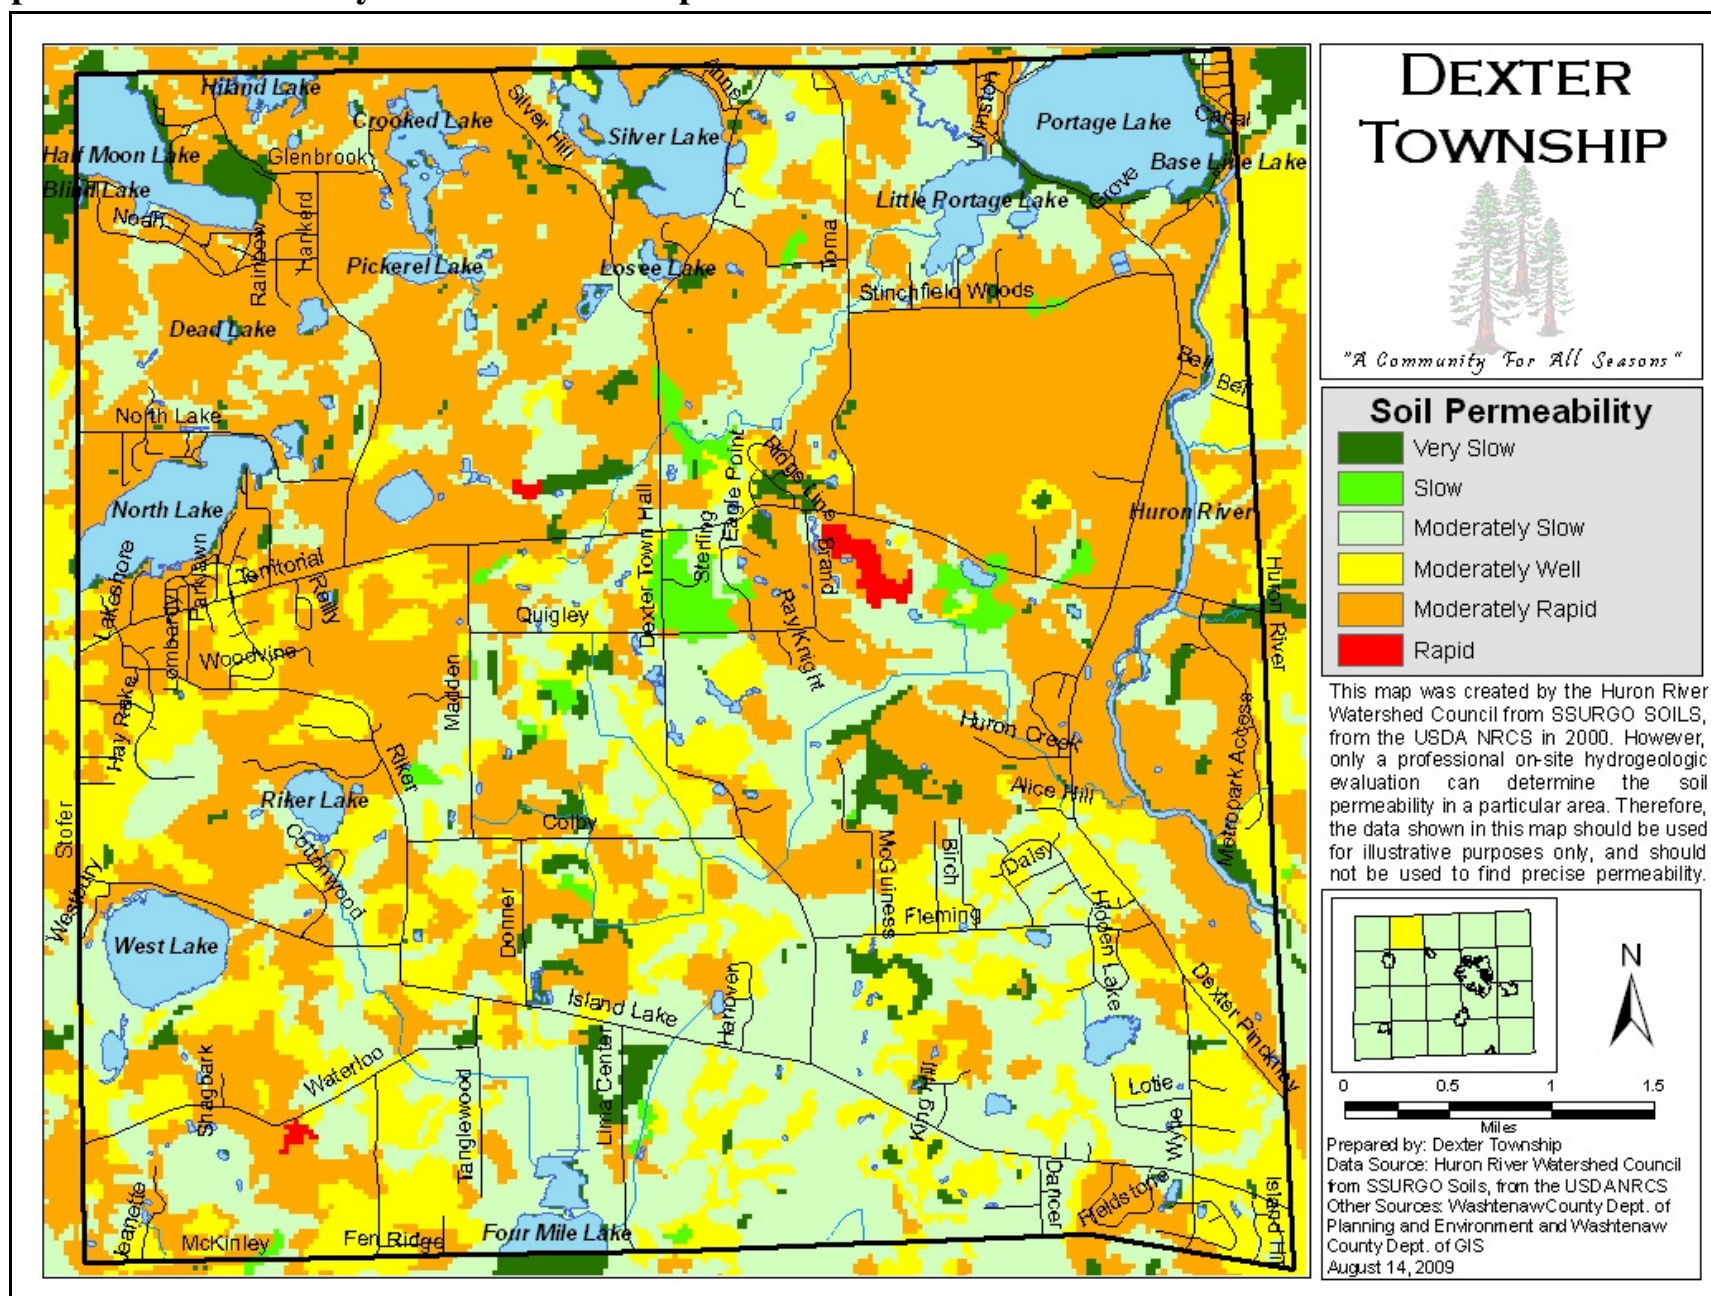 Hiland Lake
Anne
Silver Hill
Winston
Crooked Lake
Silver Lake
Portage Lake
Canal
Half Moon Lake
Glenbrook
Base Line Lake
Blind Lake
Noah
Hankerd
Little Portage Lake
Grove
Rainbow
Pickerel Lake
Losee Lake
Toma
Stinchfield Woods
Dead Lake
Bell
Bell
North Lake
Eagle Point
Ridge Line
North Lake
Dexter Town Hall
Sterling
Huron River
Lakeshore
Parklawn
Territorial
Reilly
Brand
Huron River
Quigley
Ray Knight
Woodvine
Madden
Hay Rake
Riker
Huron Creek
Metropark Access
Riker Lake
Alice Hill
Stofer
Colby
Cottonwood
McGuiness
Birch
Daisy
Westbury
Donner
Fleming
Hidden Lake
West Lake
Hanover
Island Lake
Dexter Pinckney
Shagbark
Waterloo
Lima Center
King Hill
Lotie
Tanglewood
Wylie
Dancer
Fieldstone
Jeanette
Island Hill
McKinley
Fen Ridge
Four Mile Lake
DEXTER
TOWNSHIP
"A Community For All Seasons"
Soil Permeability
Very Slow
Slow
Moderately Slow
Moderately Well
Moderately Rapid
Rapid
This map was created by the Huron River
Watershed Council from SSURGO SOILS,
from the USDA NRCS in 2000. However,
only a professional on-site hydrogeologic
evaluation can determine the soil
permeability in a particular area. Therefore,
the data shown in this map should be used
for illustrative purposes only, and should
not be used to find precise permeability.
N
0 0.5 1 1.5
Miles
Prepared by: Dexter Township
Data Source: Huron River Watershed Council
from SSURGO Soils, from the USDANRCS
Other Sources: Washtenaw County Dept. of
Planning and Environment and Washtenaw
County Dept. of GIS
August 14, 2009